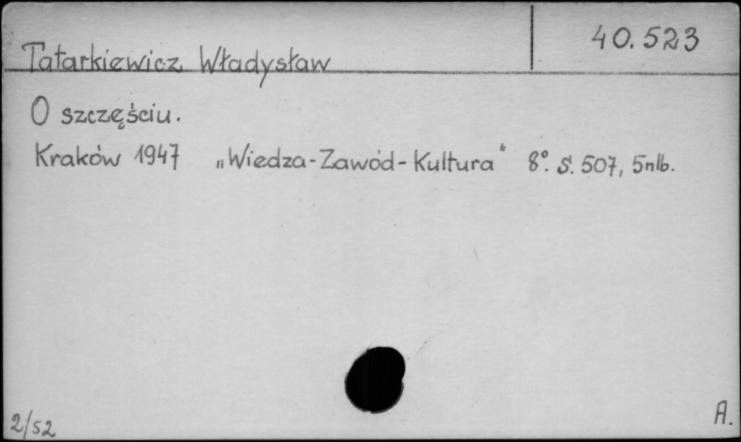 40.523
Tatarkiewicz Władysław
O szczęściu.
Kraków 1947 „Wiedza-Zawód-Kultura" 8°. S. 507, 5nlb.
2/52
A.